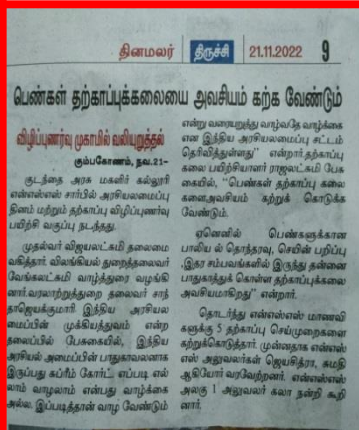 தினமலர் திருச்சி 21.11.2022 9
பெண்கள் தற்காப்புக்கலையை அவசியம் கற்க வேண்டும்
விழிப்புணர்வு முகாமில் வலியுறுத்தல்
கும்பகோணம், நவ.21–
குடந்தை அரசு மகளிர் கல்லூரி
என்எஸ்எஸ் சார்பில் அரசியலமைப்பு
தினம் மற்றும் தற்காப்பு விழிப்புணர்வு
பயிற்சி வகுப்பு நடந்தது.
முதல்வர் விஜயலட்சுமி தலைமை
வகித்தார். விலங்கியல் துறைத்தலைவர்
வேங்கலட்சுமி வாழ்த்துரை வழங்கி
னார்.வரலாற்றுத்துறை தலைவர் சாந்
தாஜெயக்குமாரி இந்திய அரசியல
மைப்பின் முக்கியத்துவம் என்ற
தலைப்பில் பேசுகையில், இந்திய
அரசியல் அமைப்பின் பாதுகாவலனாக
இருப்பது சுப்ரீம் கோர்ட். எப்படி எல்
லாம் வாழலாம் என்பது வாழ்க்கை
அல்ல. இப்படித்தான் வாழ வேண்டும்
என்று வரையறுத்து வாழ்வதே வாழ்க்கை
என இந்திய அரசியலமைப்பு சட்டம்
தெரிவித்துள்ளது'' என்றார்.தற்காப்பு
கலை பயிற்சியாளர் ராஜலட்சுமி பேசு
கையில், ''பெண்கள் தற்காப்பு கலை
களைஅவசியம் கற்றுக் கொடுக்க
வேண்டும்.
ஏனெனில் பெண்களுக்கான
பாலிய ல் தொந்தரவு, செயின் பறிப்பு
,இதர சம்பவங்களில் இருந்து தன்னை
பாதுகாத்துக் கொள்ள தற்காப்புக்கலை
அவசியமாகிறது'' என்றார்.
தொடர்ந்து என்எஸ்எஸ் மாணவி
களுக்கு 5 தற்காப்பு செய்முறைகளை
கற்றுக்கொடுத்தார். முன்னதாக என்எஸ்
எஸ் அலுவலர்கள் ஜெயசித்ரா, சுமதி
ஆகியோர் வரவேற்றனர். என்எஸ்எஸ்
அலகு 1 அலுவலர் கலா நன்றி கூறி
னார்.